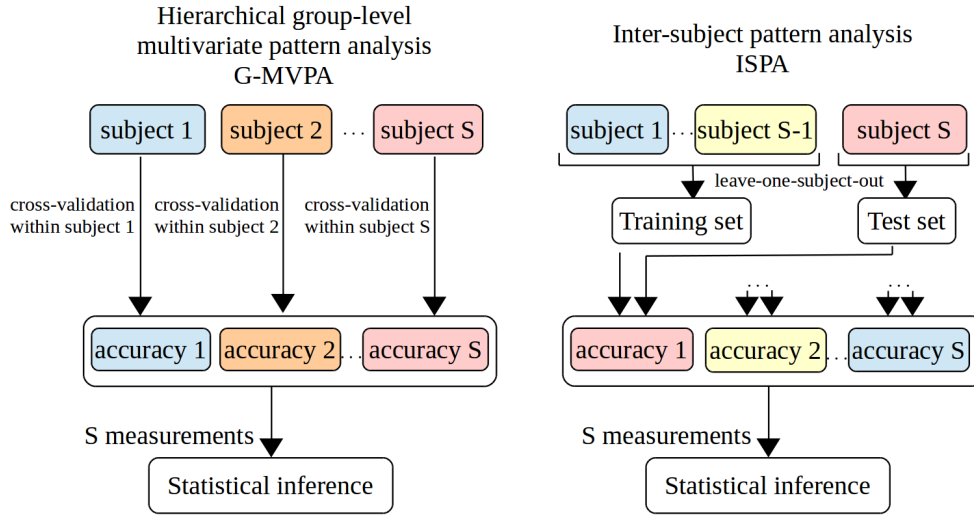 Hierarchical group-level
multivariate pattern analysis
G-MVPA
subject 1
subject 2
...
subject S
cross-validation
within subject 1
cross-validation
within subject 2
cross-validation
within subject S
accuracy 1
accuracy 2
...
accuracy S
S measurements
Statistical inference
Inter-subject pattern analysis
ISPA
subject 1
...
subject S-1
subject S
leave-one-subject-out
Training set
Test set
...
...
accuracy 1
accuracy 2
...
accuracy S
S measurements
Statistical inference